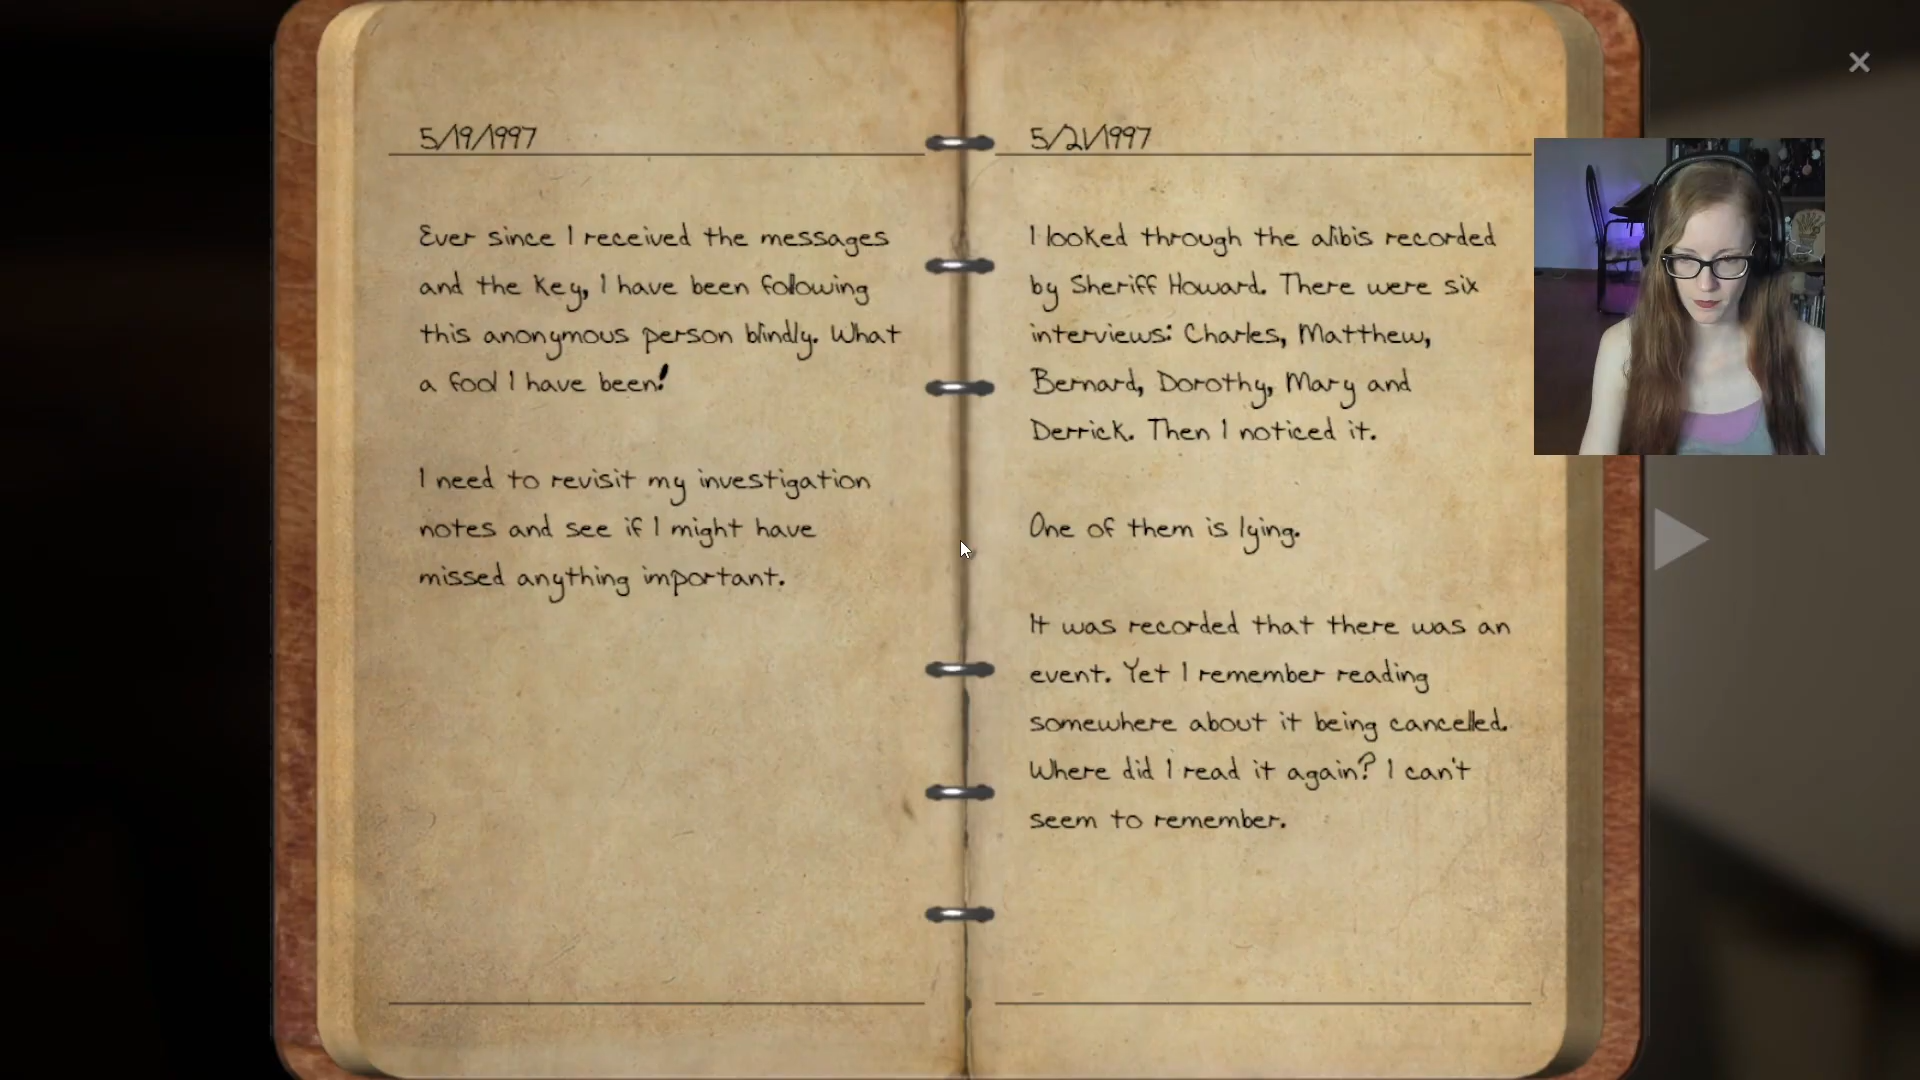 5/19/1997
Ever since I received the messages
and the key, I have been following
this anonymous person blindly. What
a fool I have been!
I need to revisit my investigation
notes and see if I might have
missed anything important.
5/21/1997
I looked through the alibis recorded
by Sheriff Howard. There were six
interviews: Charles, Matthew,
Bernard, Dorothy, Mary and
Derrick. Then I noticed it.
One of them is lying.
It was recorded that there was an
event. Yet I remember reading
somewhere about it being cancelled.
Where did I read it again? I can't
seem to remember.